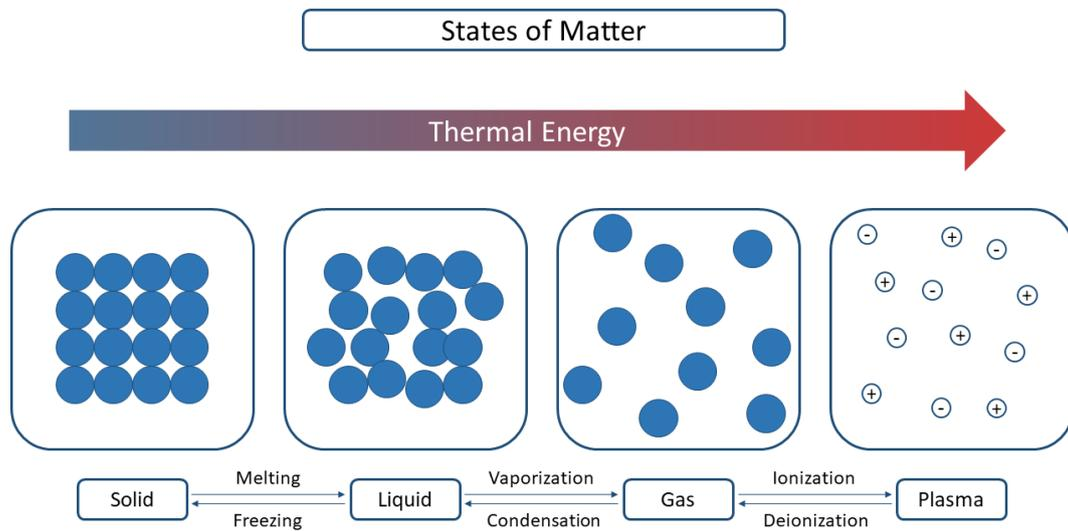 States of Matter
Thermal Energy
- + -
+ - +
- + -
+ - +
Melting Vaporization Ionization
Solid Liquid Gas Plasma
Freezing Condensation Deionization